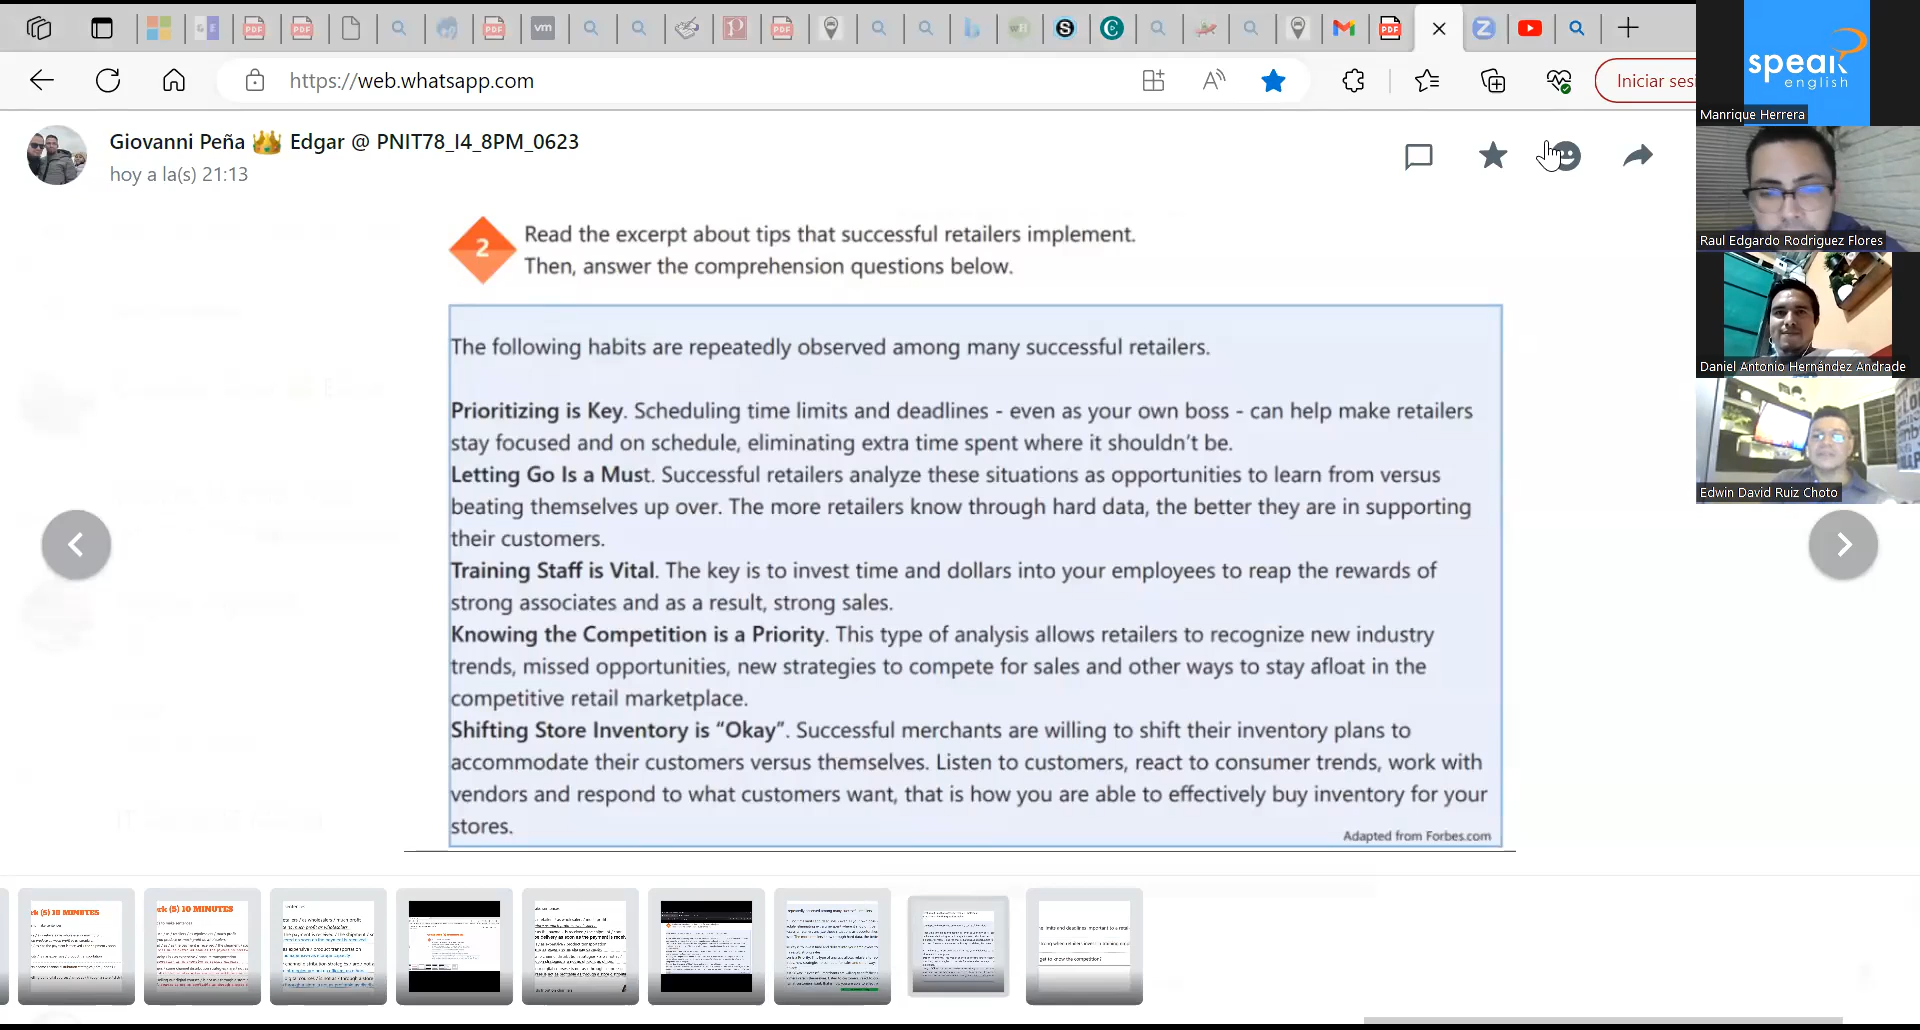 https://web.whatsapp.com
Iniciar sesi
speak
english
Manrique Herrera
Giovanni Peña 👑 Edgar @ PNIT78_I4_8PM_0623
hoy a la(s) 21:13
Raul Edgardo Rodriguez Flores
Daniel Antonio Hernández Andrade
Edwin David Ruiz Choto
2
Read the excerpt about tips that successful retailers implement.
Then, answer the comprehension questions below.
The following habits are repeatedly observed among many successful retailers.
Prioritizing is Key. Scheduling time limits and deadlines - even as your own boss - can help make retailers
stay focused and on schedule, eliminating extra time spent where it shouldn't be.
Letting Go Is a Must. Successful retailers analyze these situations as opportunities to learn from versus
beating themselves up over. The more retailers know through hard data, the better they are in supporting
their customers.
Training Staff is Vital. The key is to invest time and dollars into your employees to reap the rewards of
strong associates and as a result, strong sales.
Knowing the Competition is a Priority. This type of analysis allows retailers to recognize new industry
trends, missed opportunities, new strategies to compete for sales and other ways to stay afloat in the
competitive retail marketplace.
Shifting Store Inventory is “Okay”. Successful merchants are willing to shift their inventory plans to
accommodate their customers versus themselves. Listen to customers, react to consumer trends, work with
vendors and respond to what customers want, that is how you are able to effectively buy inventory for your
stores.
Adapted from Forbes.com
rk (5) 10 MINUTES
rk (5) 10 MINUTES